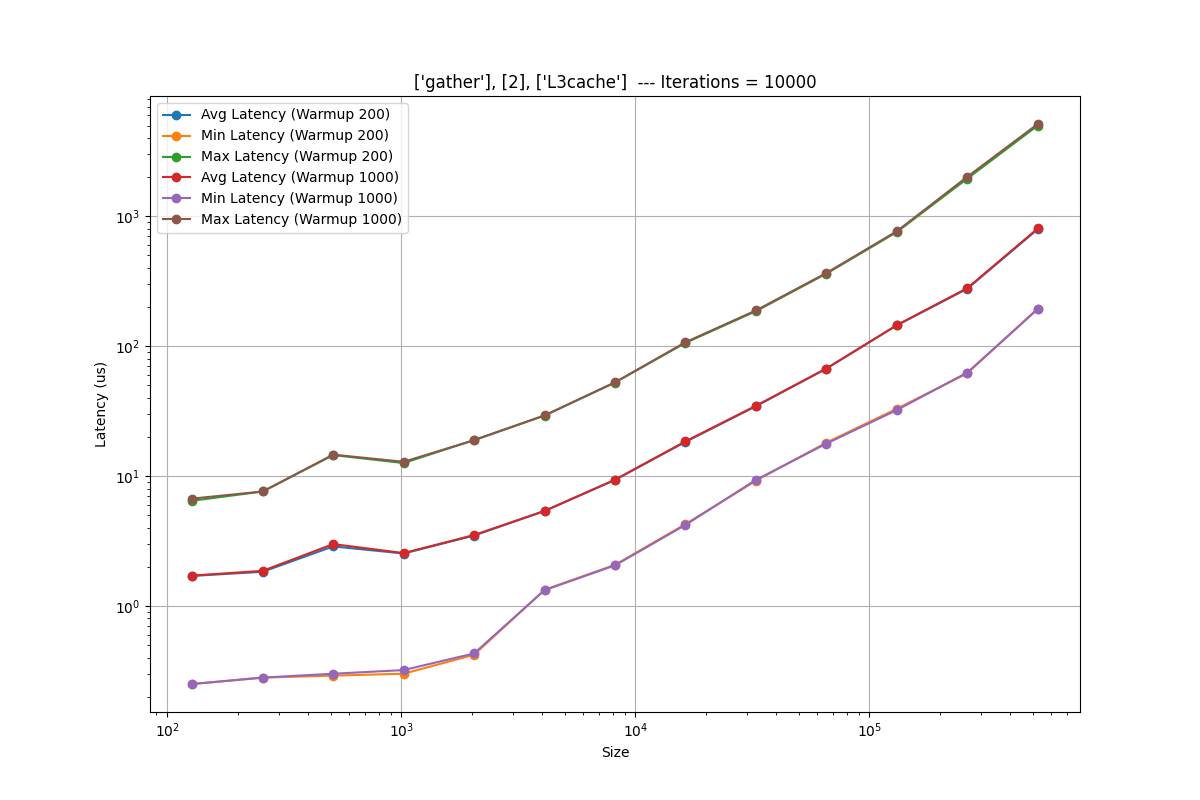 ['gather'], [2], ['L3cache']  --- Iterations = 10000
Avg Latency (Warmup 200)
Min Latency (Warmup 200)
Max Latency (Warmup 200)
Avg Latency (Warmup 1000)
Min Latency (Warmup 1000)
Max Latency (Warmup 1000)
10³
10²
10¹
10⁰
Latency (us)
10² 10³ 10⁴ 10⁵
Size